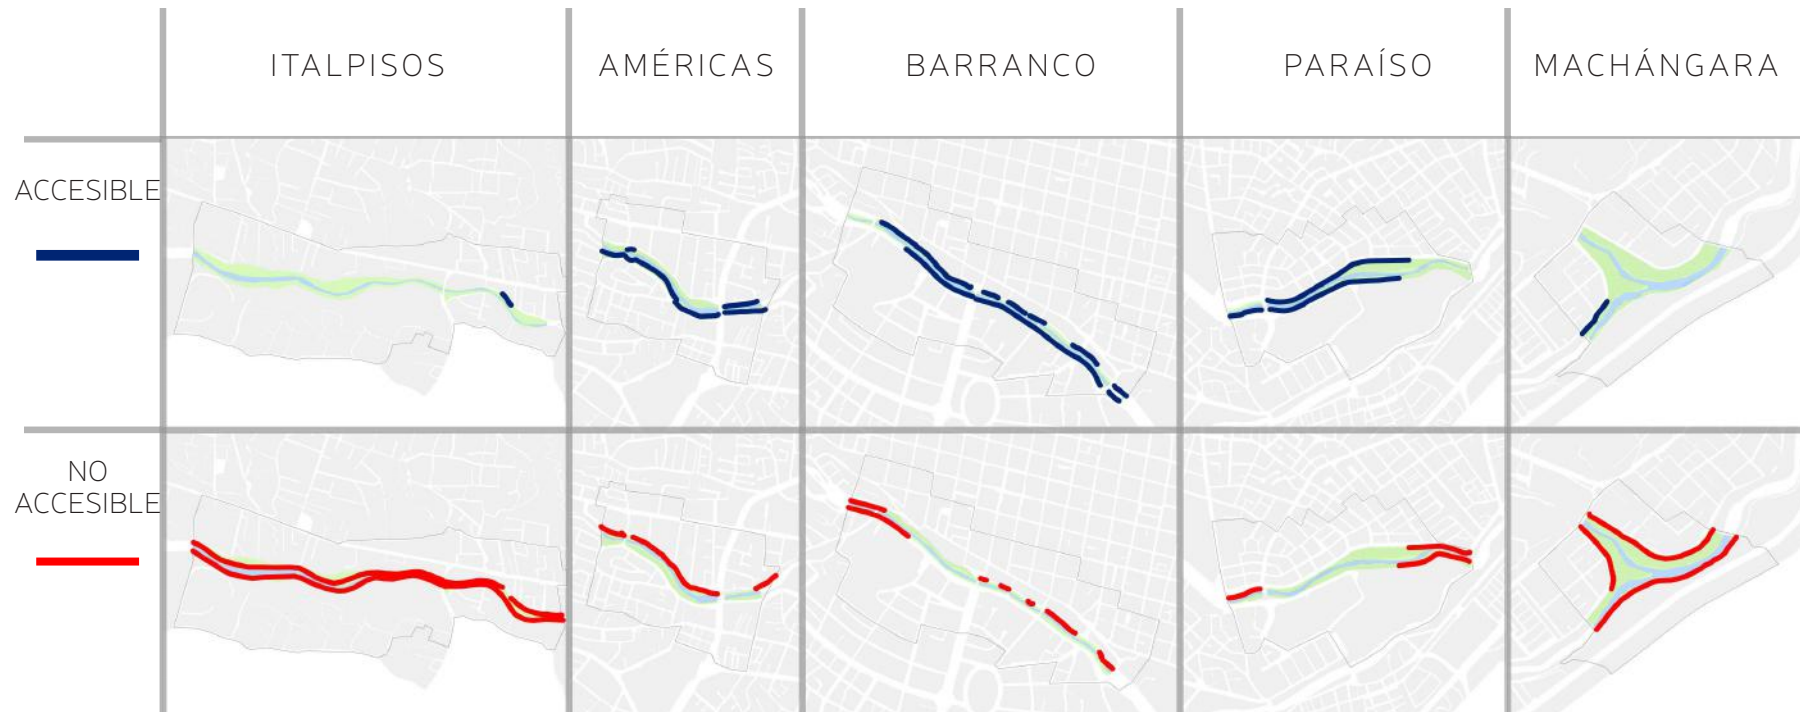 ITALPISOS
AMÉRICAS
BARRANCO
PARAÍSO
MACHÁNGARA
ACCESIBLE
NO
ACCESIBLE